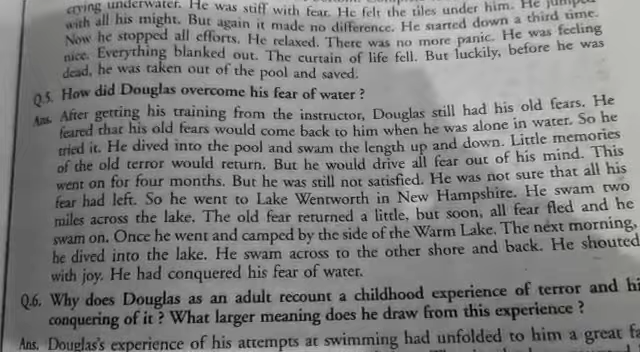 crying underwater. He was stiff with fear. He felt the tiles under him. He jumped
with all his might. But again it made no difference. He started down a third time.
Now he stopped all efforts. He relaxed. There was no more panic. He was feeling
nice. Everything blanked out. The curtain of life fell. But luckily, before he was
dead, he was taken out of the pool and saved.
Q.5. How did Douglas overcome his fear of water ?
Ans. After getting his training from the instructor, Douglas still had his old fears. He
feared that his old fears would come back to him when he was alone in water. So he
tried it. He dived into the pool and swam the length up and down. Little memories
of the old terror would return. But he would drive all fear out of his mind. This
went on for four months. But he was still not satisfied. He was not sure that all his
fear had left. So he went to Lake Wentworth in New Hampshire. He swam two
miles across the lake. The old fear returned a little, but soon, all fear fled and he
swam on. Once he went and camped by the side of the Warm Lake. The next morning,
he dived into the lake. He swam across to the other shore and back. He shouted
with joy. He had conquered his fear of water.
Q.6. Why does Douglas as an adult recount a childhood experience of terror and hi
conquering of it ? What larger meaning does he draw from this experience ?
Ans. Douglas's experience of his attempts at swimming had unfolded to him a great fa